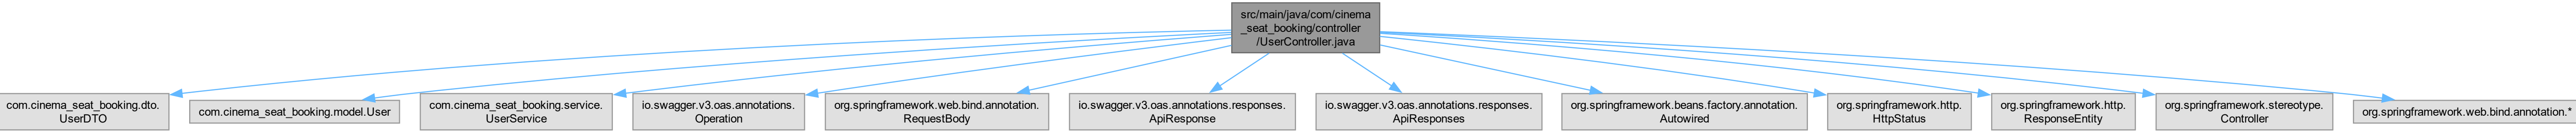 src/main/java/com/cinema
_seat_booking/controller
/UserController.java
com.cinema_seat_booking.dto.
UserDTO
com.cinema_seat_booking.model.User
com.cinema_seat_booking.service.
UserService
io.swagger.v3.oas.annotations.
Operation
org.springframework.web.bind.annotation.
RequestBody
io.swagger.v3.oas.annotations.responses.
ApiResponse
io.swagger.v3.oas.annotations.responses.
ApiResponses
org.springframework.beans.factory.annotation.
Autowired
org.springframework.http.
HttpStatus
org.springframework.http.
ResponseEntity
org.springframework.stereotype.
Controller
org.springframework.web.bind.annotation.*